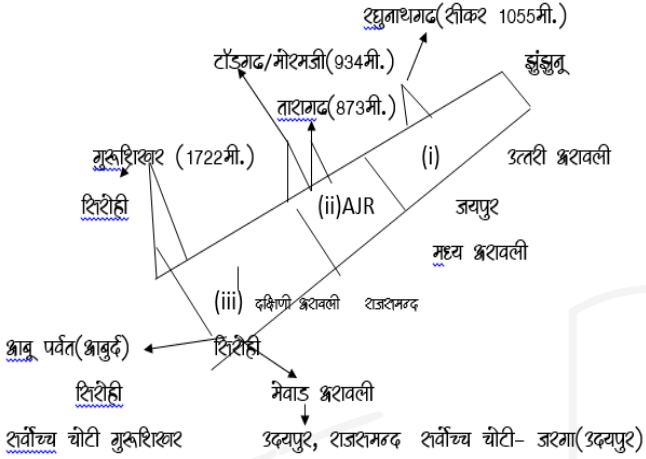 रघुनाथगढ(सीकर 1055मी.)
टॉडगढ/मोरमजी(934मी.)
झुंझुनू
तारागढ(873मी.)
गुरूशिखर (1722मी.)
(i)
उत्तरी अरावली
सिरोही
(ii)AJR
जयपुर
मध्य अरावली
(iii) दक्षिणी अरावली राजसमन्द
आबू पर्वत(आबुर्द)
सिरोही
सिरोही
मेवाड अरावली
सर्वोच्च चोटी गुरूशिखर
उदयपुर, राजसमन्द सर्वोच्च चोटी- जरगा(उदयपुर)